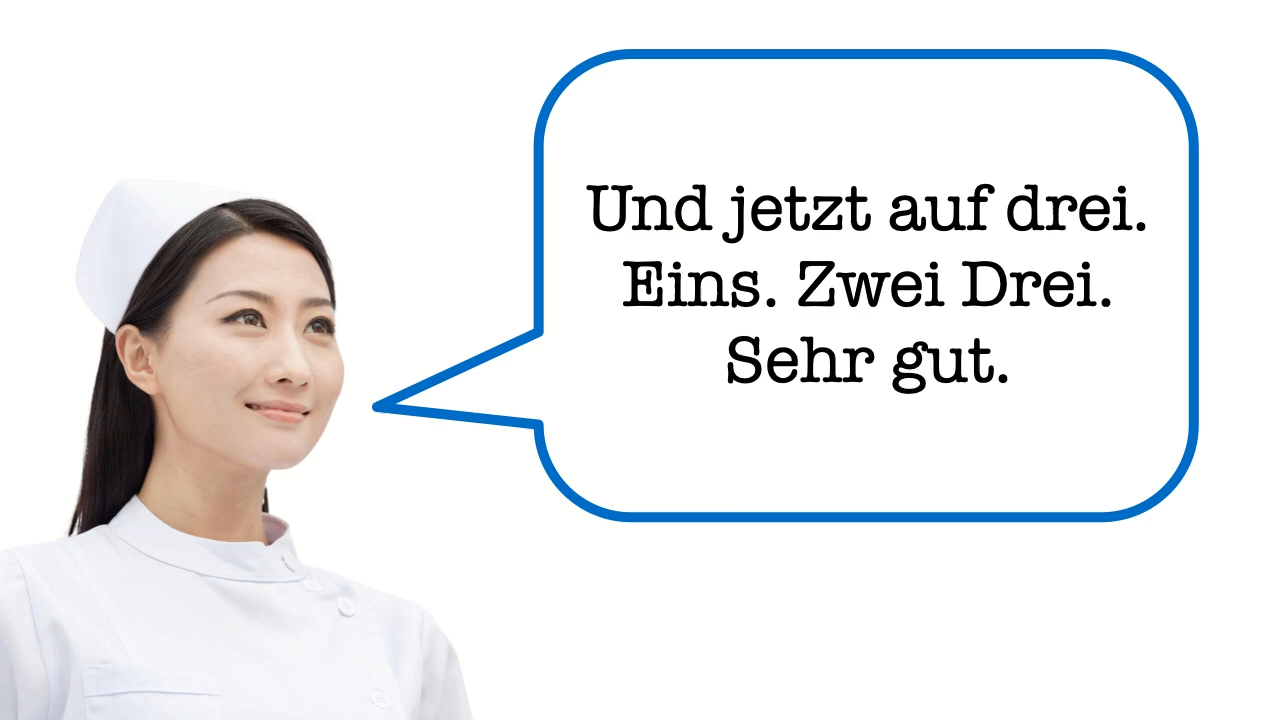 Und jetzt auf drei.
Eins. Zwei Drei.
Sehr gut.